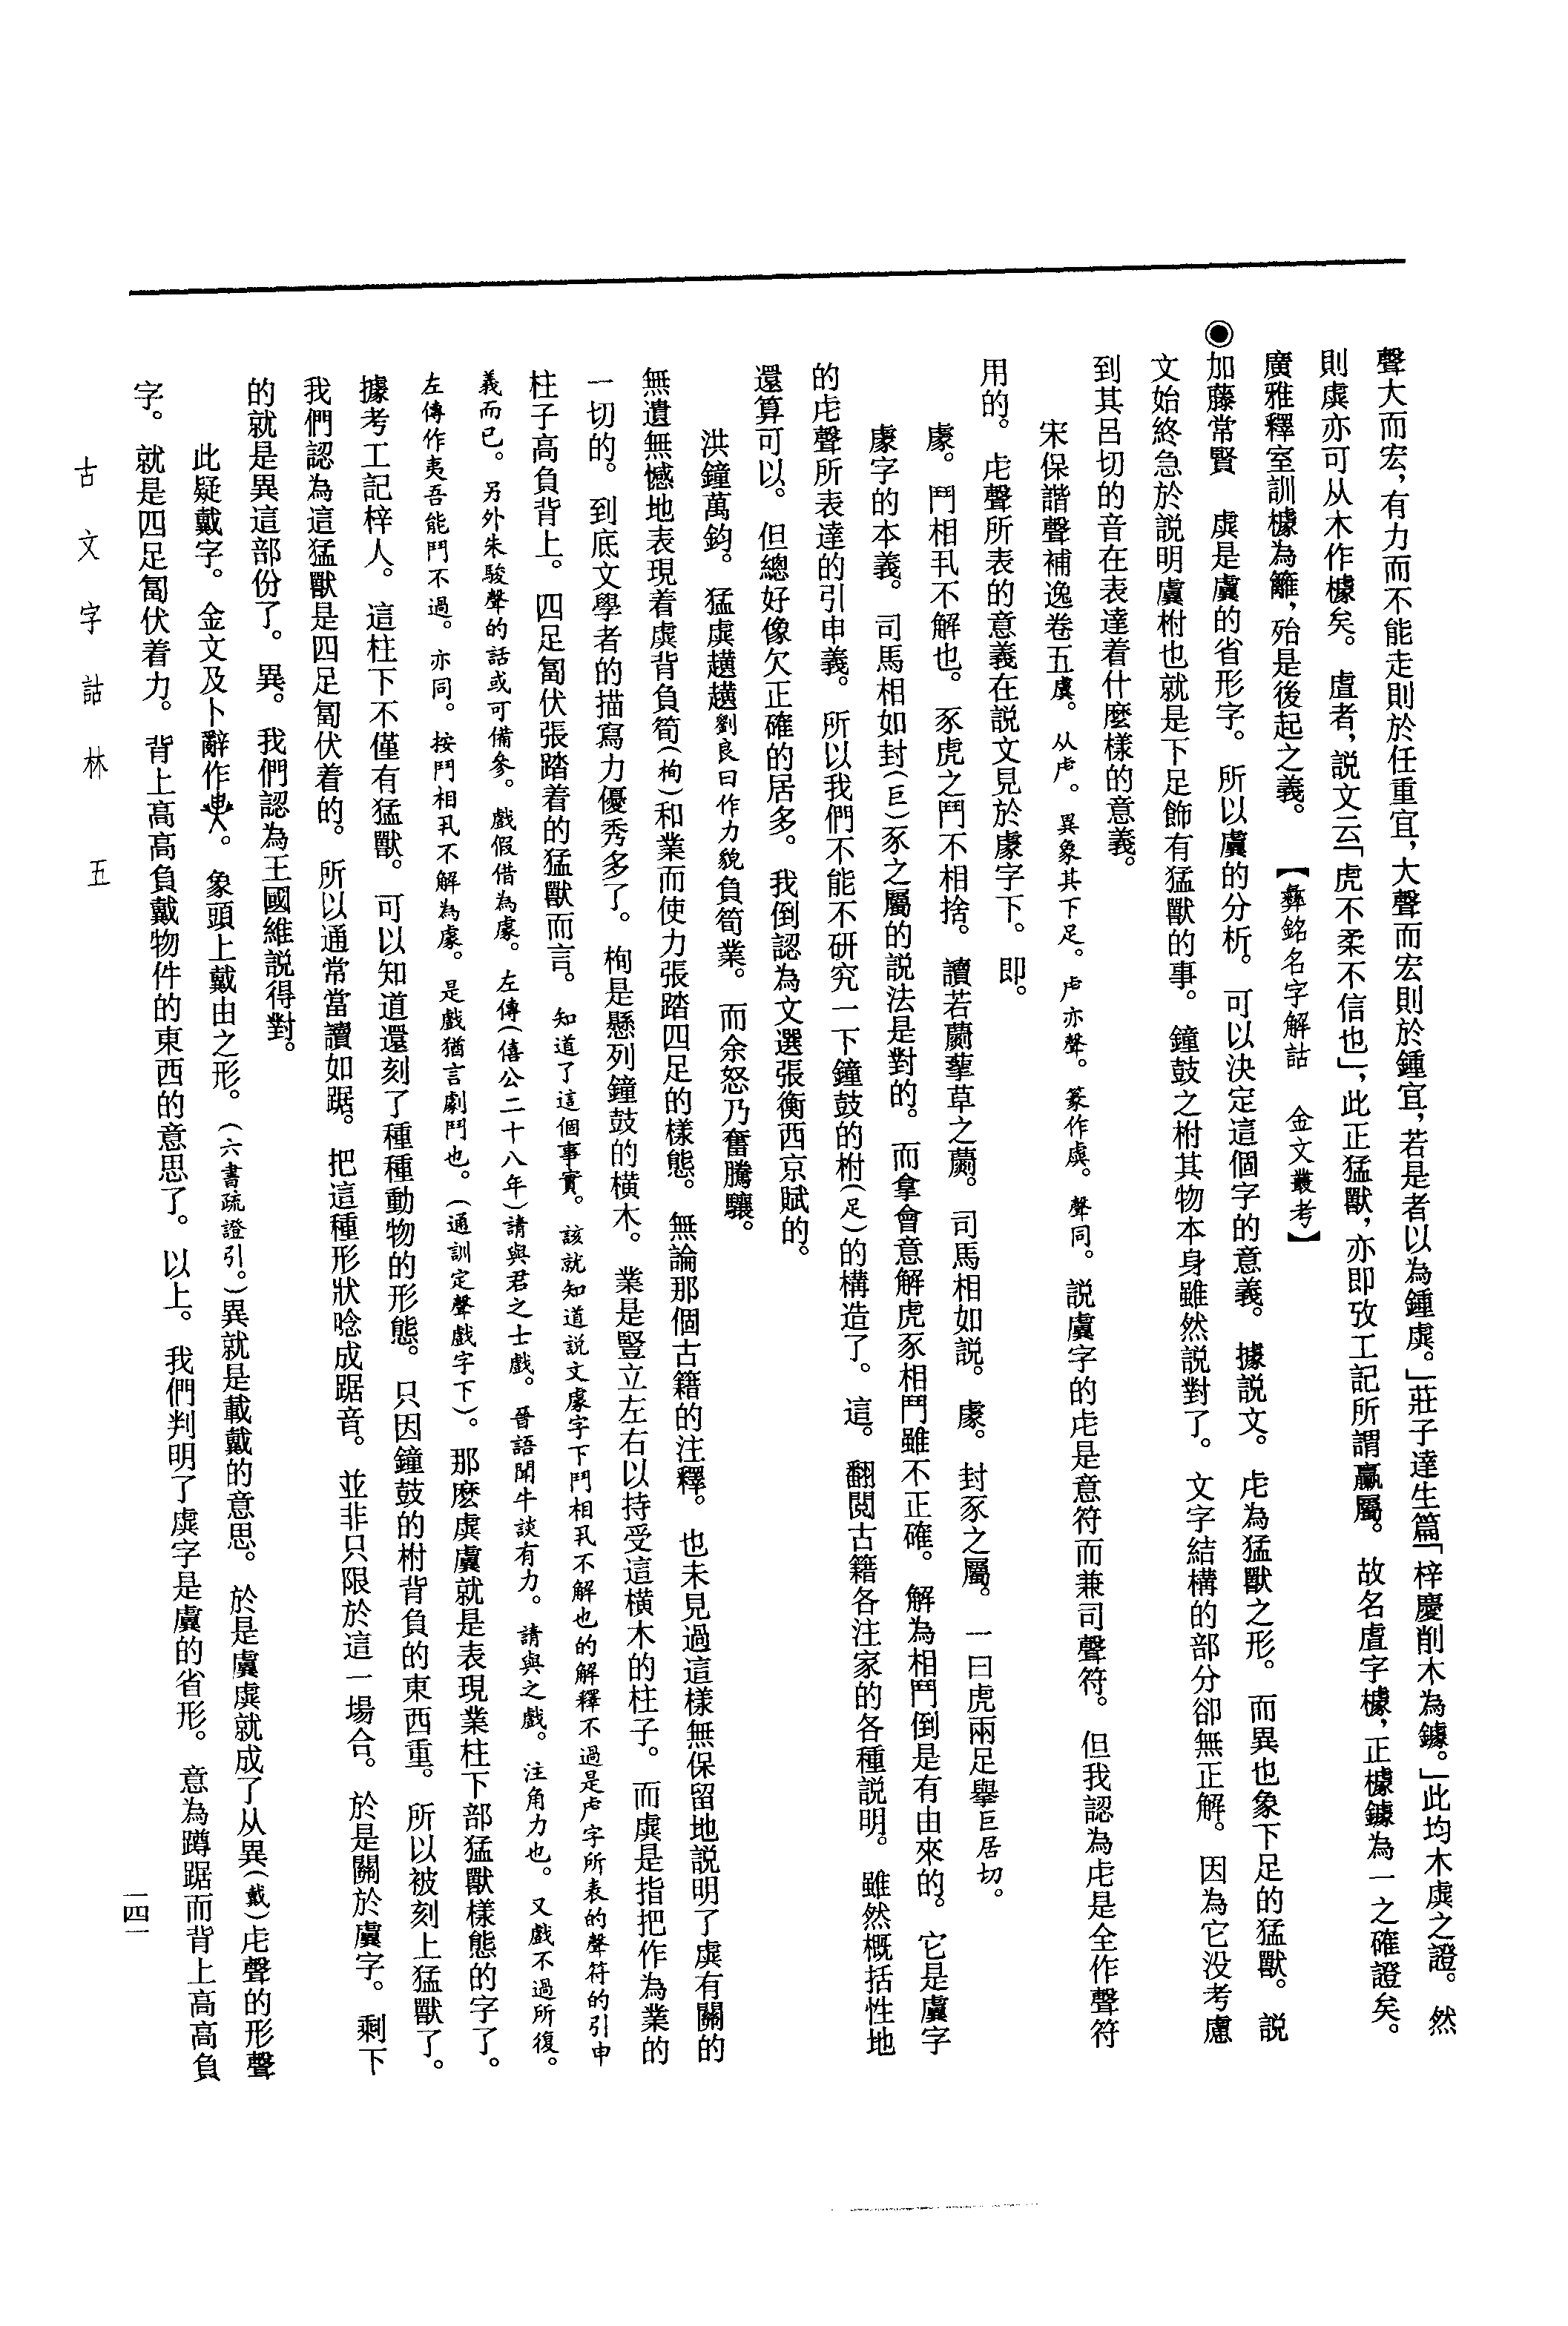 聲大而宏，有力而不能走則於任重宜，大聲而宏則於鍾宜，若是者以為鍾虡。」莊子達生篇「梓慶削木為鐻。」此均木虡之證。然
則虡亦可从木作櫖矣。虘者，説文云「虎不柔不信也」，此正猛獸，亦即攷工記所謂臝屬。故名虘字櫖，正櫖鐻為一之確證矣。
廣雅釋室訓櫖為籬，殆是後起之義。　【彝銘名字解詁　金文叢考】
◉加藤常賢　虡是虞的省形字。所以虞的分析。可以決定這個字的意義。據説文。虍為猛獸之形。而異也象下足的猛獸。説
文始終急於説明虞柎也就是下足飾有猛獸的事。鐘鼓之柎其物本身雖然説對了。文字結構的部分卻無正解。因為它没考慮
到其呂切的音在表達着什麼樣的意義。
宋保諧聲補逸卷五虞。从虍。異象其下足。虍亦聲。篆作虡。聲同。説虞字的虍是意符而兼司聲符。但我認為虍是全作聲符
用的。虍聲所表的意義在説文見於豦字下。即。
豦。鬥相丮不解也。豕虎之鬥不相捨。讀若蘮蒘草之蘮。司馬相如説。豦。封豕之屬。一曰虎兩足舉巨居切。
豦字的本義。司馬相如封（巨）豕之屬的説法是對的。而拿會意解虎豕相鬥雖不正確。解為相鬥倒是有由來的。它是虞字
的虍聲所表達的引申義。所以我們不能不研究一下鐘鼓的柎（足）的構造了。這。翻閲古籍各注家的各種説明。雖然概括性地
還算可以。但總好像欠正確的居多。我倒認為文選張衡西京賦的。
洪鐘萬鈞。猛虡趪趪劉良曰作力貌負筍業。而余怒乃奮騰驤。
無遺無憾地表現着虡背負筍（栒）和業而使力張踏四足的樣態。無論那個古籍的注釋。也未見過這樣無保留地説明了虡有關的
一切的。到底文學者的描寫力優秀多了。栒是懸列鐘鼓的横木。業是豎立左右以持受這横木的柱子。而虡是指把作為業的
柱子高負背上。四足匐伏張踏着的猛獸而言。知道了這個事實。該就知道説文豦字下鬥相丮不解也的解釋不過是虍字所表的聲符的引申
義而已。另外朱駿聲的話或可備參。戲假借為豦。左傳（僖公二十八年）請與君之士戲。晉語聞牛談有力。請與之戲。注角力也。又戲不過所復。
左傳作夷吾能鬥不過。亦同。按鬥相丮不解為豦。是戲猶言劇鬥也。（通訓定聲戲字下）。那麼虡虞就是表現業柱下部猛獸樣態的字了。
據考工記梓人。這柱下不僅有猛獸。可以知道還刻了種種動物的形態。只因鐘鼓的柎背負的東西重。所以被刻上猛獸了。
我們認為這猛獸是四足匐伏着的。所以通常當讀如踞。把這種形狀唸成踞音。並非只限於這一場合。於是關於虞字。剩下
的就是異這部份了。異。我們認為王國維説得對。
此疑戴字。金文及卜辭作。象頭上戴由之形。（六書疏證引。）異就是載戴的意思。於是虞虡就成了从異（戴）虍聲的形聲
字。就是四足匐伏着力。背上高高負戴物件的東西的意思了。以上。我們判明了虡字是虞的省形。意為蹲踞而背上高高負
古文字詁林　五
一四一